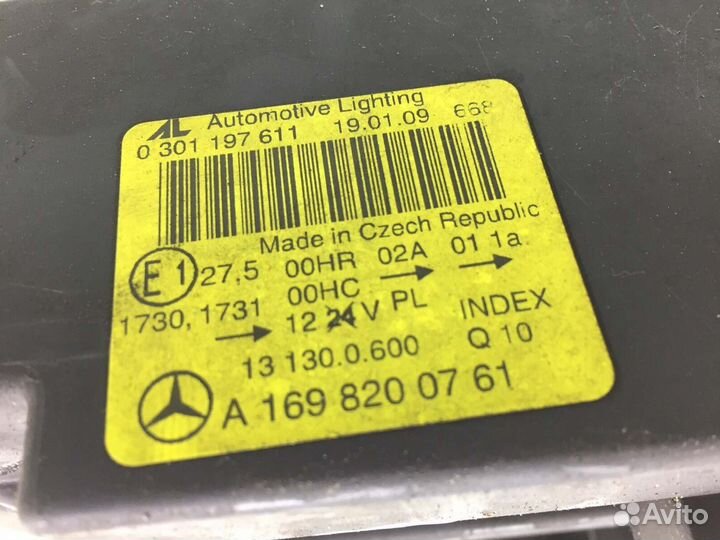 AL Automotive Lighting
0 301 197 611 19.01.09 668
Made in Czech Republic
E1 27,5 00HR 02A 01 1a
00HC → →
1730, 1731 → 12 24 V PL INDEX
13 130.0.600 Q 10
A 169 820 07 61
Avito